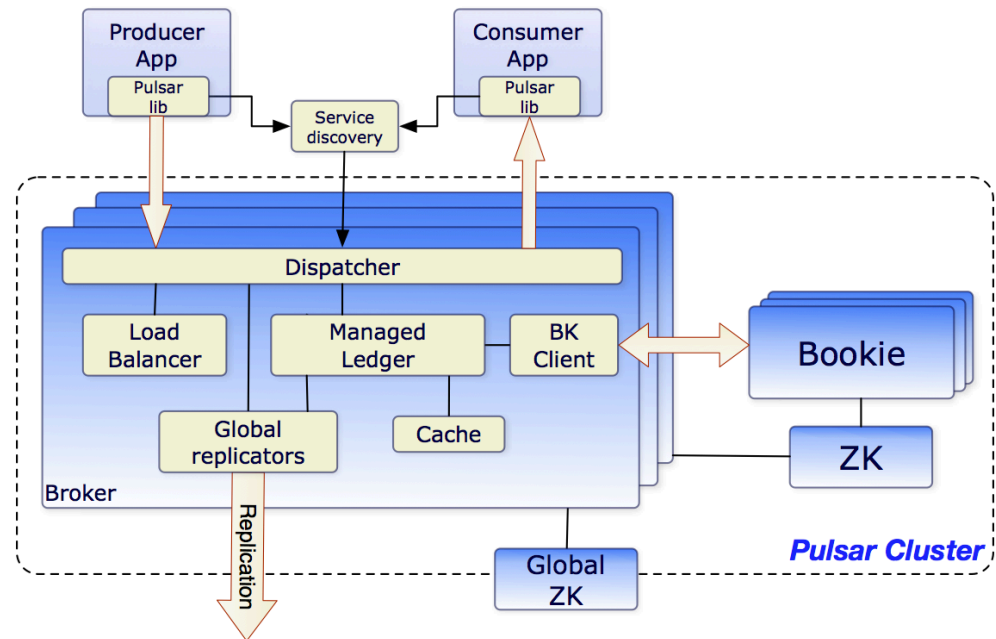 Producer
App
Pulsar
lib
Consumer
App
Pulsar
lib
Service
discovery
Dispatcher
Load
Balancer
Managed
Ledger
BK
Client
Bookie
Global
replicators
Cache
ZK
Broker
Replication
Pulsar Cluster
Global
ZK